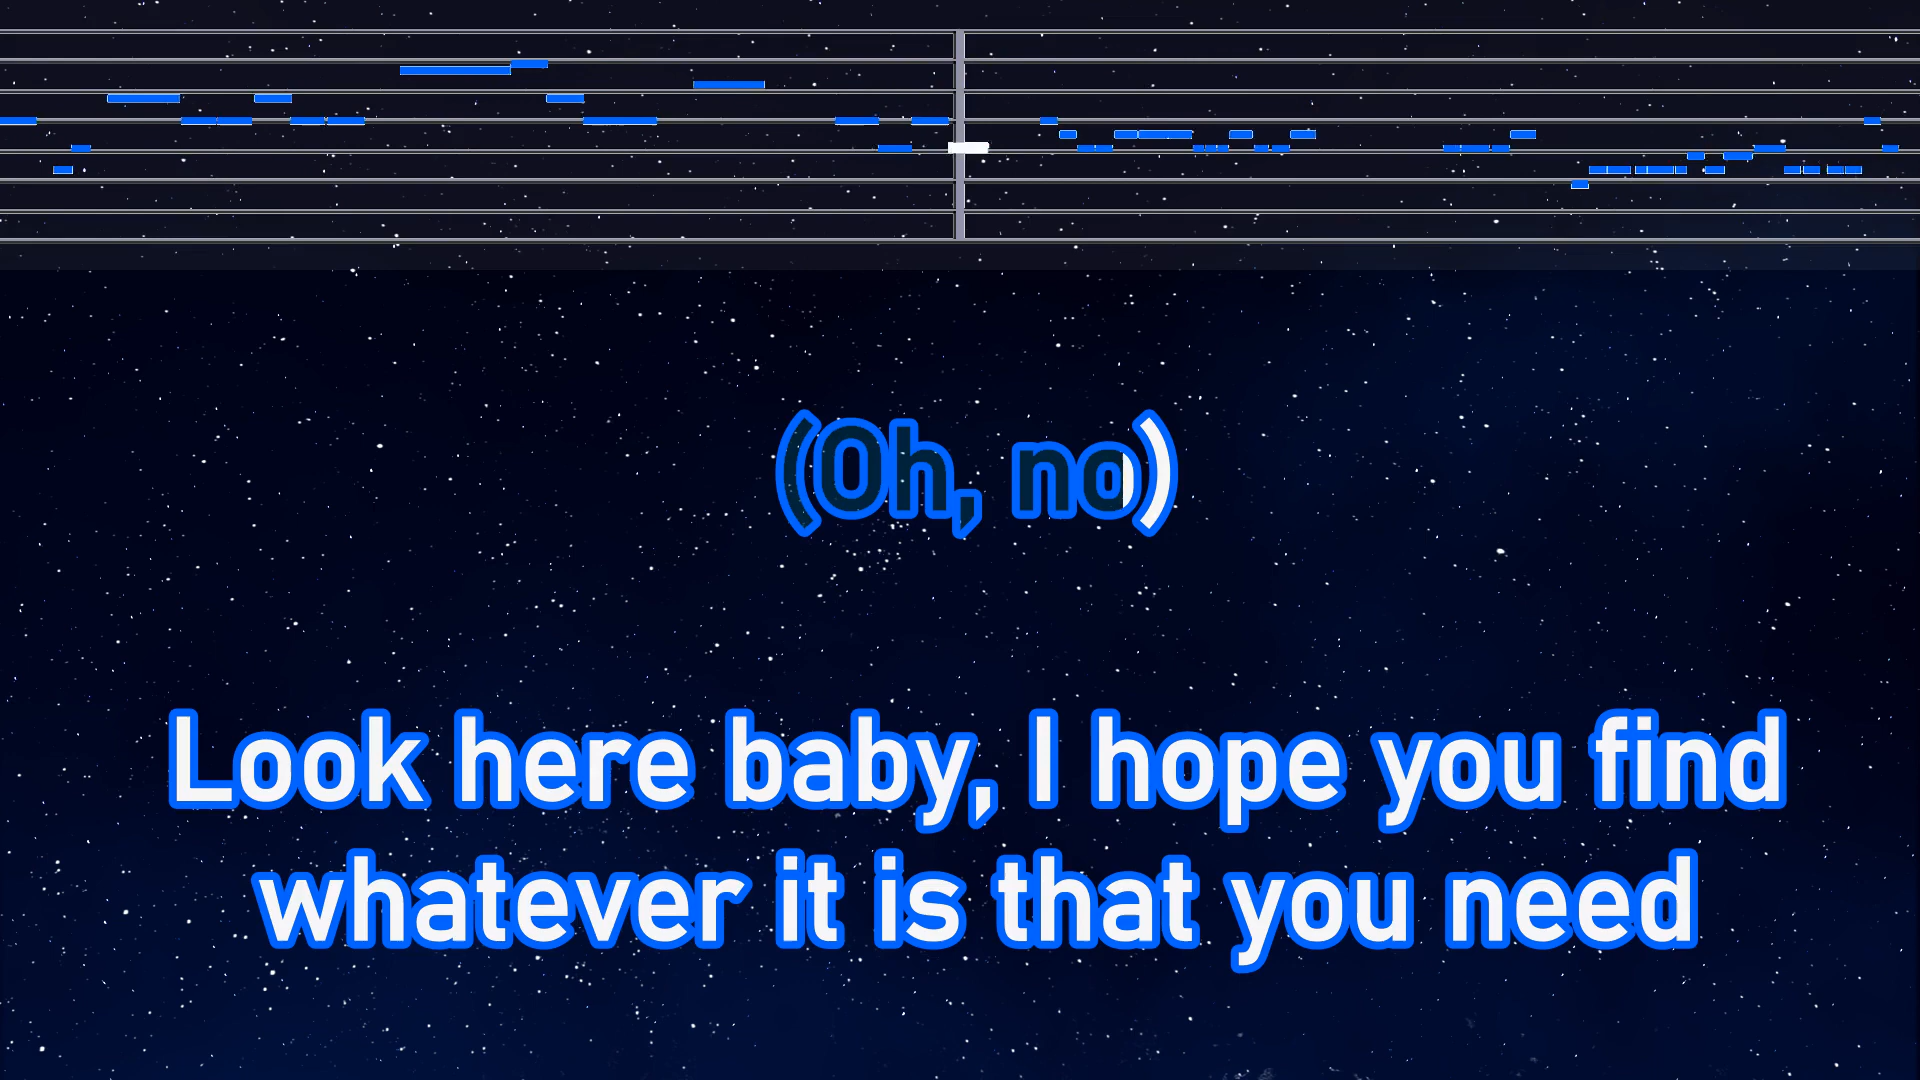 (Oh, no)
Look here baby, I hope you find
whatever it is that you need